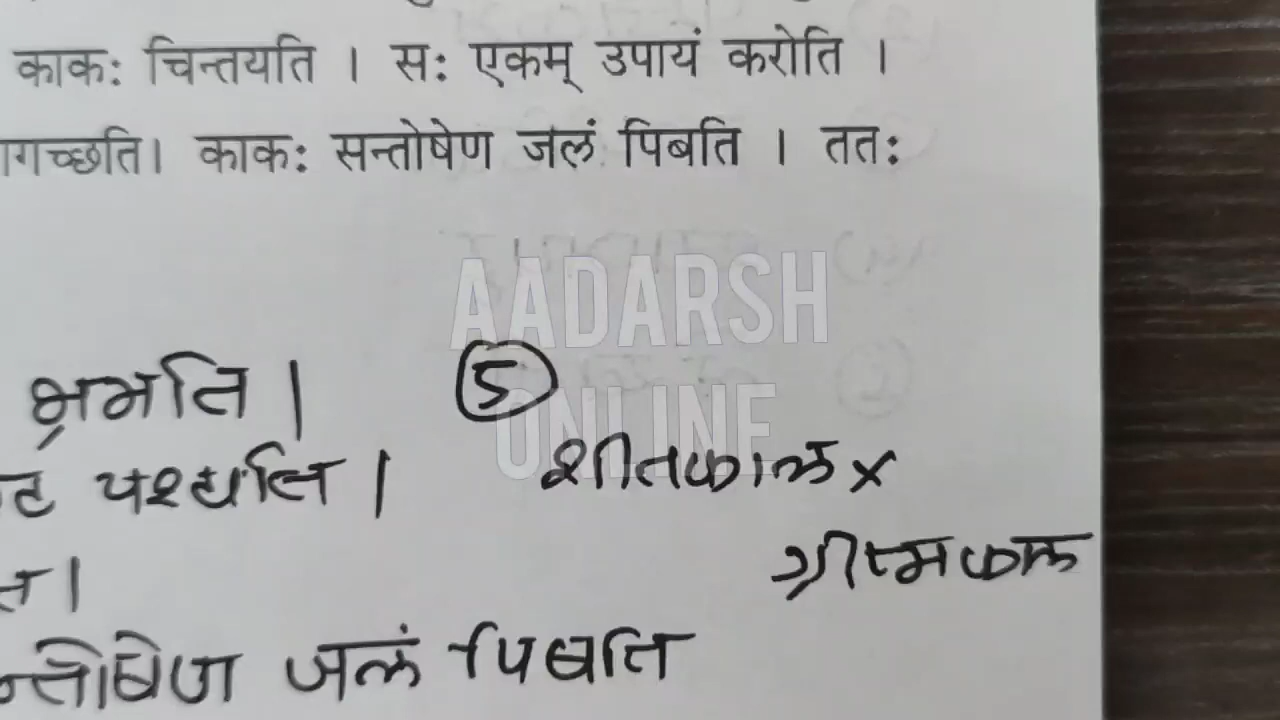 काकः चिन्तयति । सः एकम् उपायं करोति ।
गच्छति। काकः सन्तोषेण जलं पिबति । ततः
AADARSH
ONLINE
भ्रमति ।
पश्यति ।
5
शीतकाल x
ग्रीष्मकाल
न्तोषेण जलं पिबति